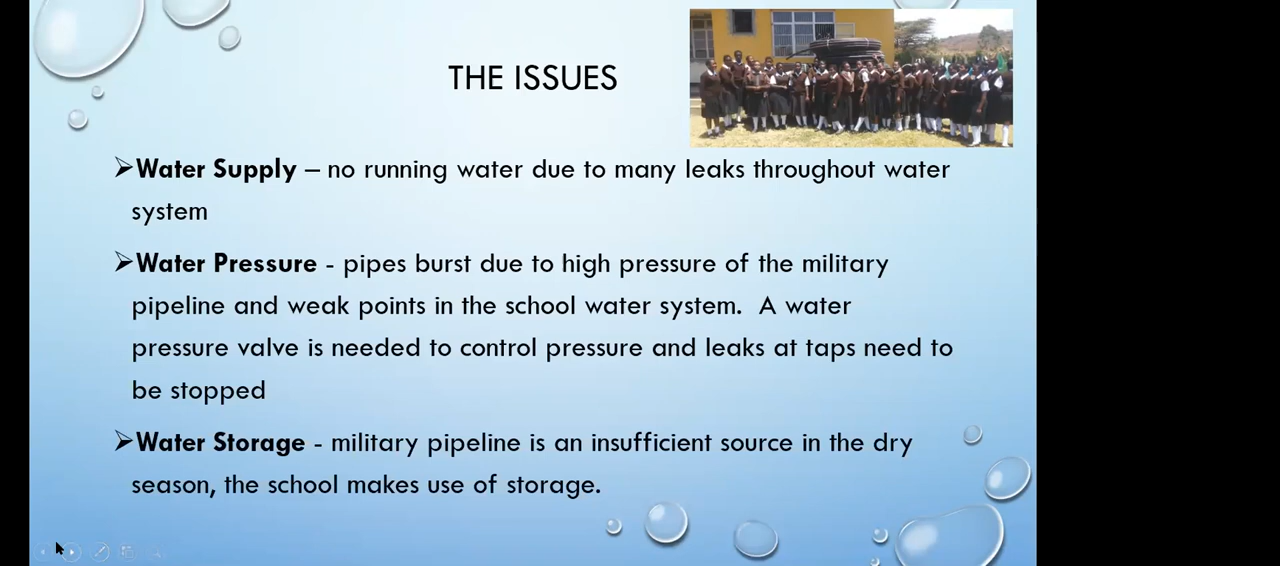 THE ISSUES
➢Water Supply – no running water due to many leaks throughout water
system
➢Water Pressure - pipes burst due to high pressure of the military
pipeline and weak points in the school water system.  A water
pressure valve is needed to control pressure and leaks at taps need to
be stopped
➢Water Storage - military pipeline is an insufficient source in the dry
season, the school makes use of storage.